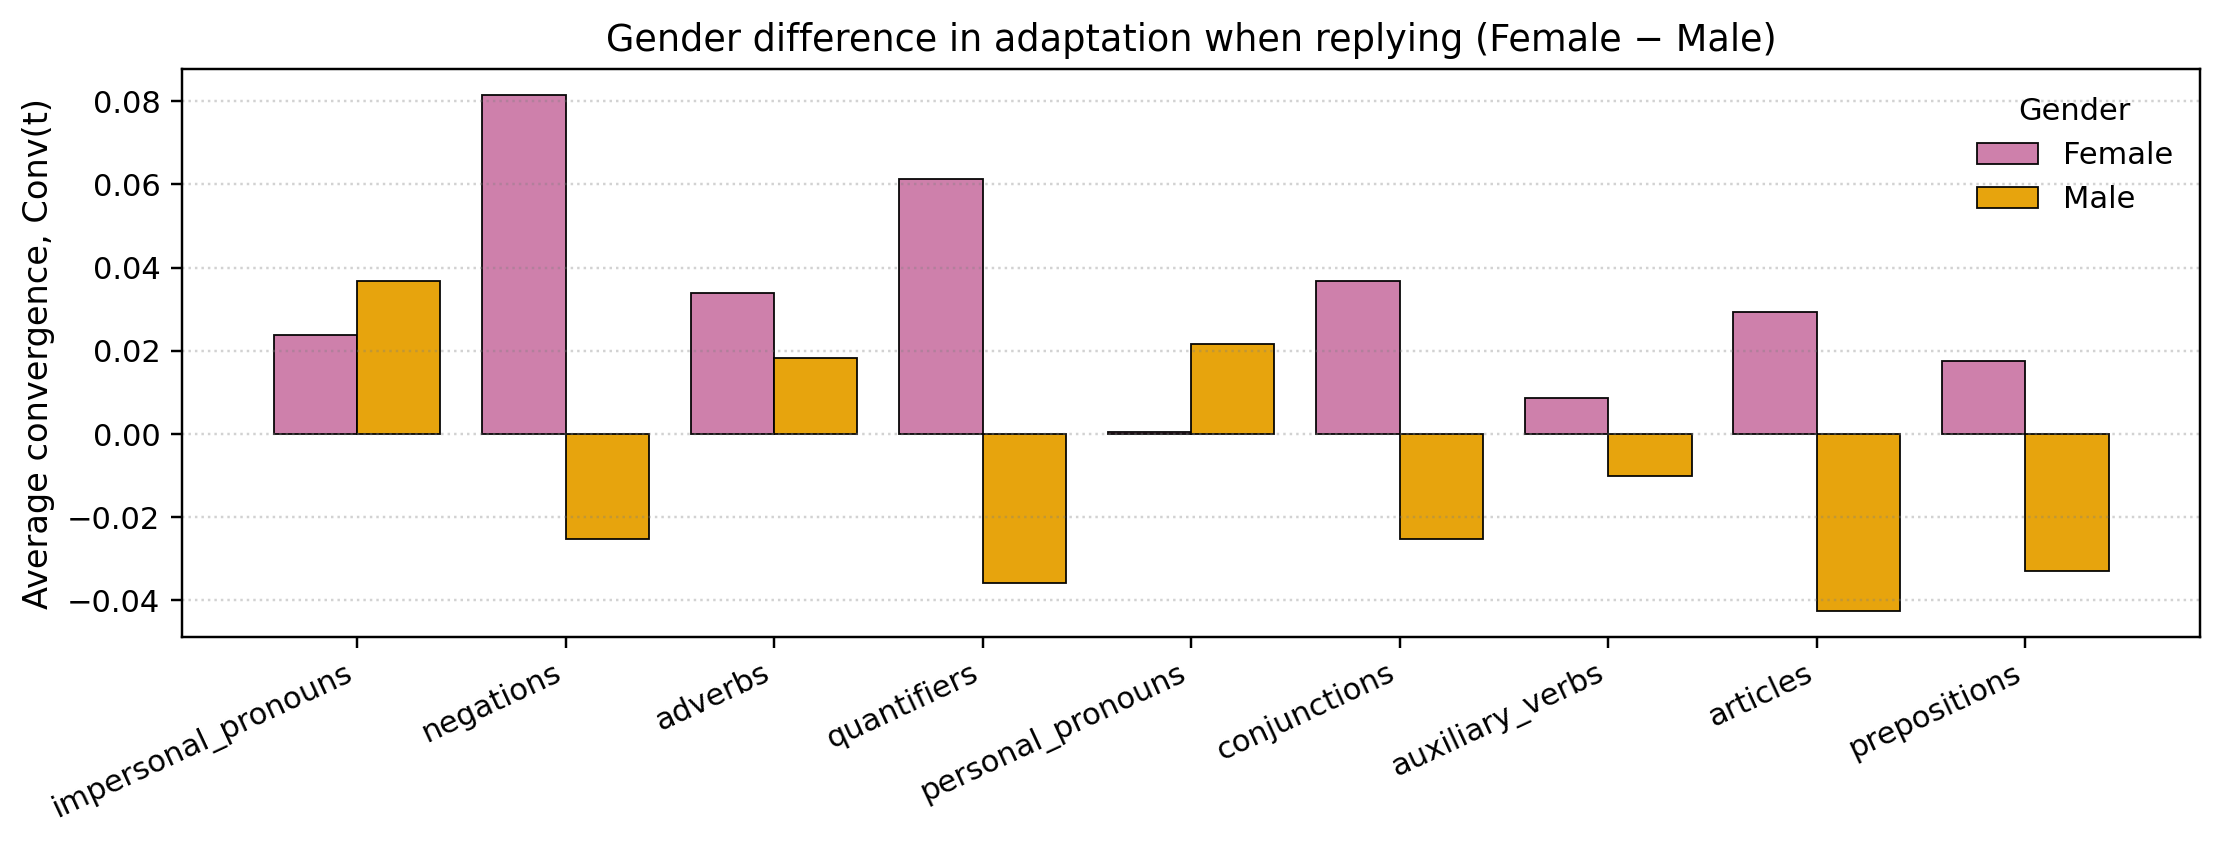 Gender difference in adaptation when replying (Female − Male)
Average convergence, Conv(t)
0.08
0.06
0.04
0.02
0.00
−0.02
−0.04
Gender
Female
Male
impersonal_pronouns
negations
adverbs
quantifiers
personal_pronouns
conjunctions
auxiliary_verbs
articles
prepositions